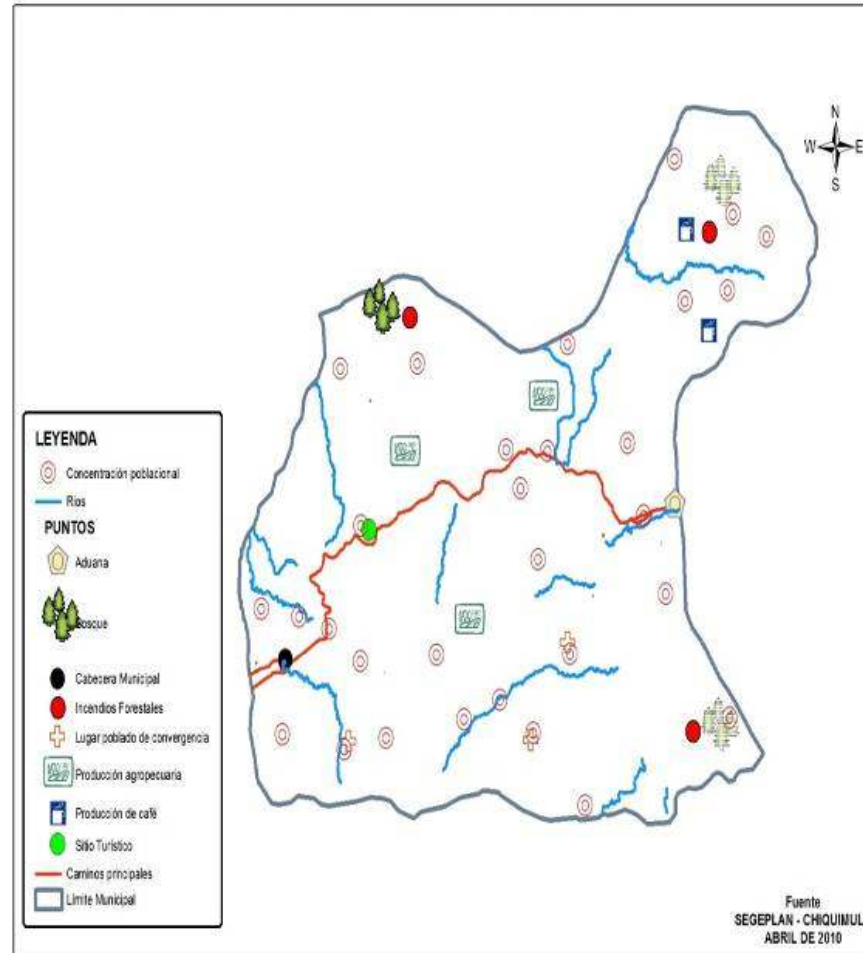 N
W E
S
LEYENDA
Concentración poblacional
Ríos
PUNTOS
Aduana
Bosque
Cabecera Municipal
Incendios Forestales
Lugar poblado de convergencia
Producción agropecuaria
Producción de café
Sitio Turístico
Caminos principales
Límite Municipal
Fuente
SEGEPLAN - CHIQUIMUL
ABRIL DE 2010